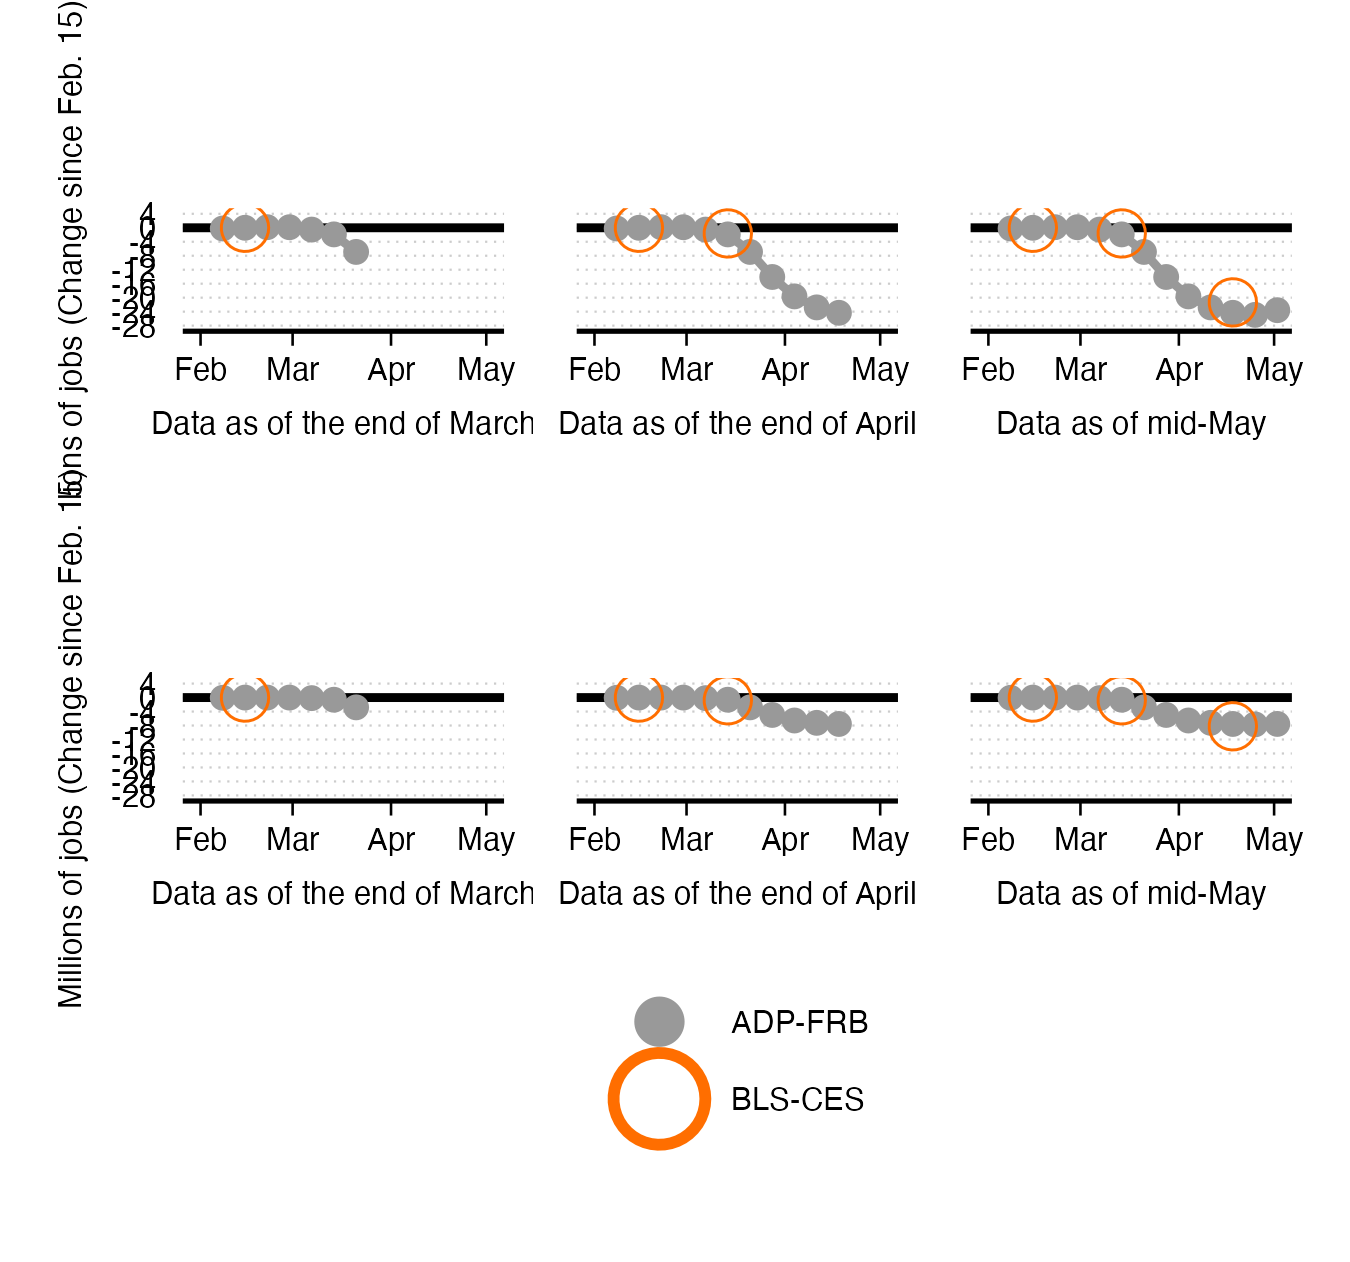 Millions of jobs (Change since Feb. 15)
4
0
-4
-8
-12
-16
-20
-24
-28
Feb Mar Apr May
Feb Mar Apr May
Feb Mar Apr May
Data as of the end of March
Data as of the end of April
Data as of mid-May
Millions of jobs (Change since Feb. 15)
4
0
-4
-8
-12
-16
-20
-24
-28
Feb Mar Apr May
Feb Mar Apr May
Feb Mar Apr May
Data as of the end of March
Data as of the end of April
Data as of mid-May
ADP-FRB
BLS-CES